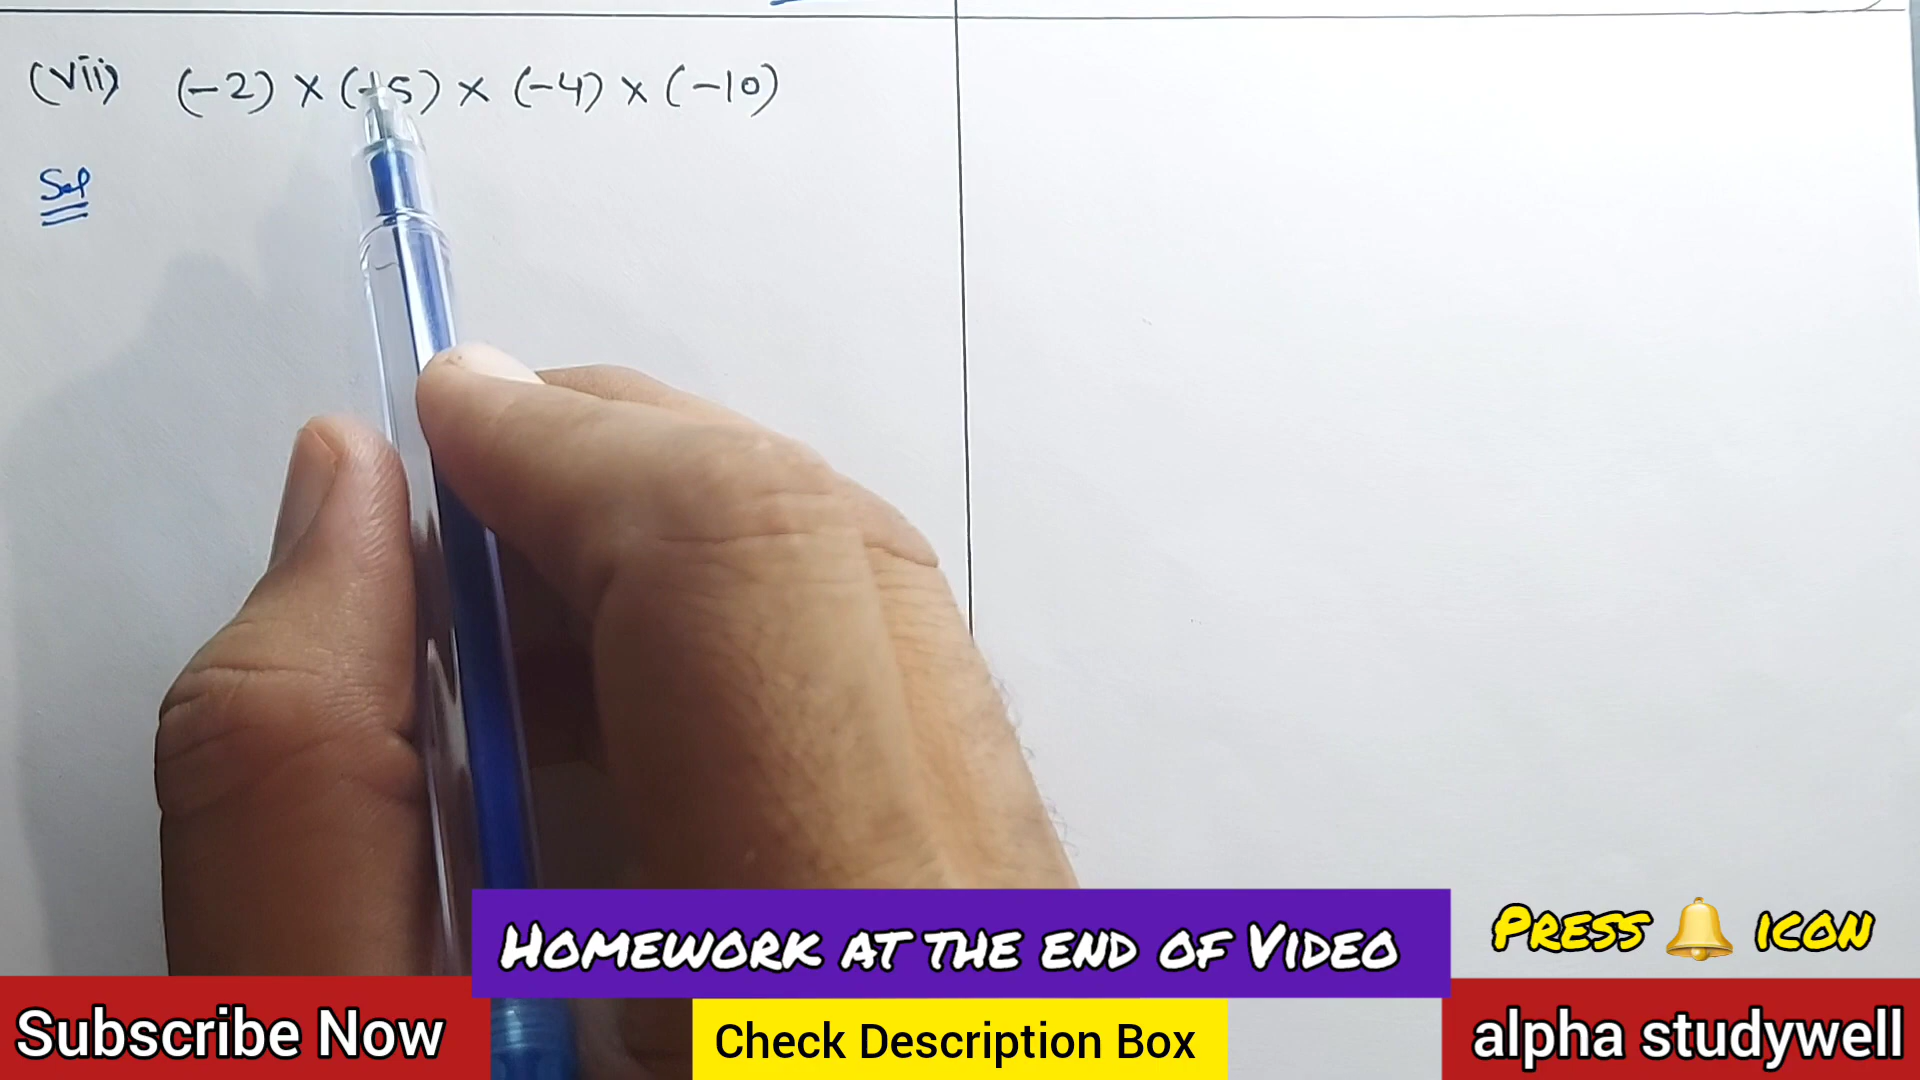 (vii) (-2) × (-5) × (-4) × (-10)
Sol
Homework at the end of Video
Press 🔔 icon
Subscribe Now
Check Description Box
alpha studywell